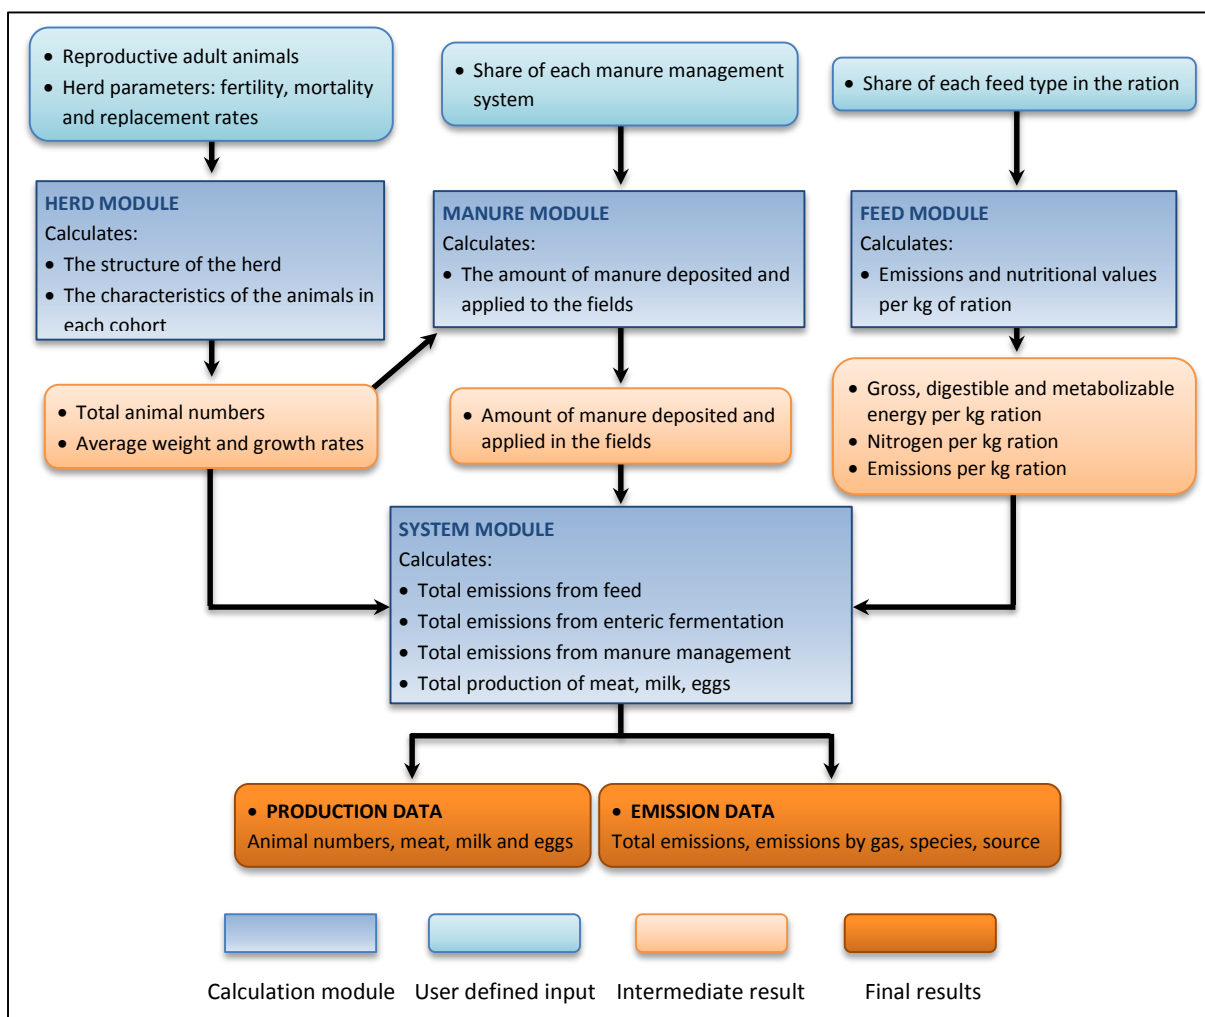 • Reproductive adult animals
• Herd parameters: fertility, mortality
and replacement rates
• Share of each manure management
system
• Share of each feed type in the ration
HERD MODULE
Calculates:
• The structure of the herd
• The characteristics of the animals in
each cohort
MANURE MODULE
Calculates:
• The amount of manure deposited and
applied to the fields
FEED MODULE
Calculates:
• Emissions and nutritional values
per kg of ration
• Total animal numbers
• Average weight and growth rates
• Amount of manure deposited and
applied in the fields
• Gross, digestible and metabolizable
energy per kg ration
• Nitrogen per kg ration
• Emissions per kg ration
SYSTEM MODULE
Calculates:
• Total emissions from feed
• Total emissions from enteric fermentation
• Total emissions from manure management
• Total production of meat, milk, eggs
• PRODUCTION DATA
Animal numbers, meat, milk and eggs
• EMISSION DATA
Total emissions, emissions by gas, species, source
Calculation module
User defined input
Intermediate result
Final results